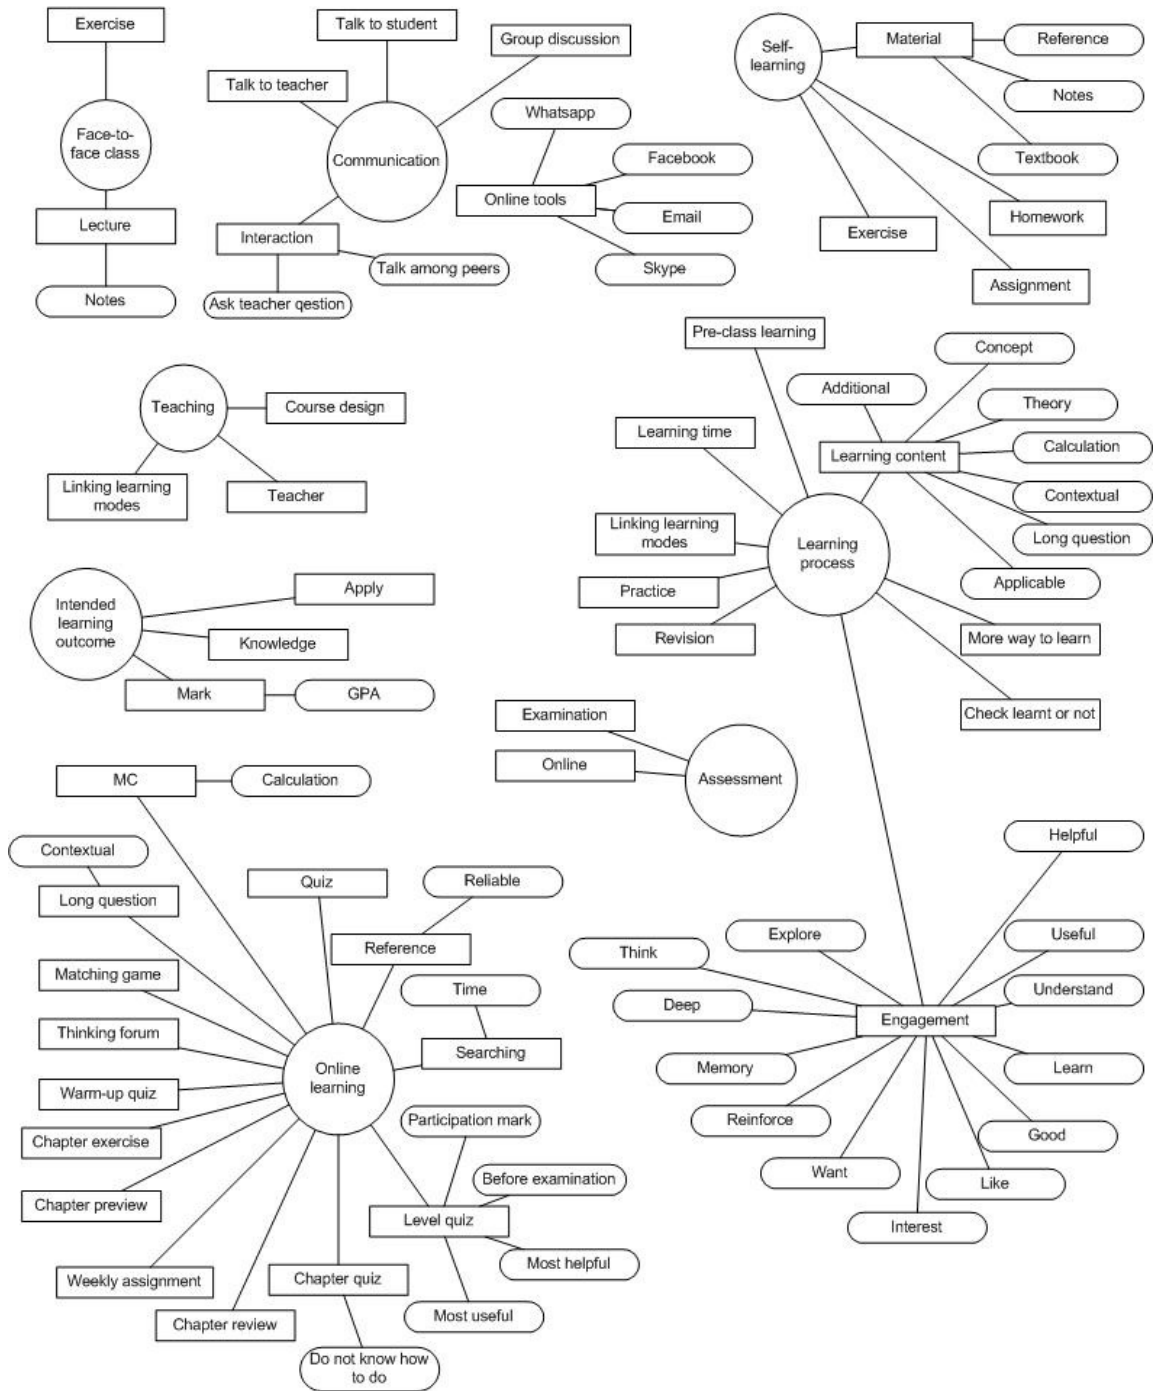 Exercise
Face-to-
face class
Lecture
Notes
Talk to student
Group discussion
Talk to teacher
Communication
Interaction
Talk among peers
Ask teacher qestion
Whatsapp
Facebook
Online tools
Email
Skype
Self-
learning
Material
Reference
Notes
Textbook
Homework
Exercise
Assignment
Teaching
Course design
Linking learning
modes
Teacher
Pre-class learning
Concept
Additional
Theory
Learning time
Learning content
Calculation
Contextual
Linking learning
modes
Learning
process
Long question
Practice
Applicable
Revision
More way to learn
Check learnt or not
Intended
learning
outcome
Apply
Knowledge
Mark
GPA
Examination
Online
Assessment
MC
Calculation
Contextual
Long question
Quiz
Reliable
Reference
Matching game
Time
Thinking forum
Searching
Online
learning
Warm-up quiz
Chapter exercise
Participation mark
Chapter preview
Before examination
Level quiz
Most helpful
Weekly assignment
Chapter quiz
Most useful
Chapter review
Do not know how
to do
Helpful
Explore
Useful
Think
Understand
Deep
Engagement
Memory
Learn
Reinforce
Good
Want
Like
Interest